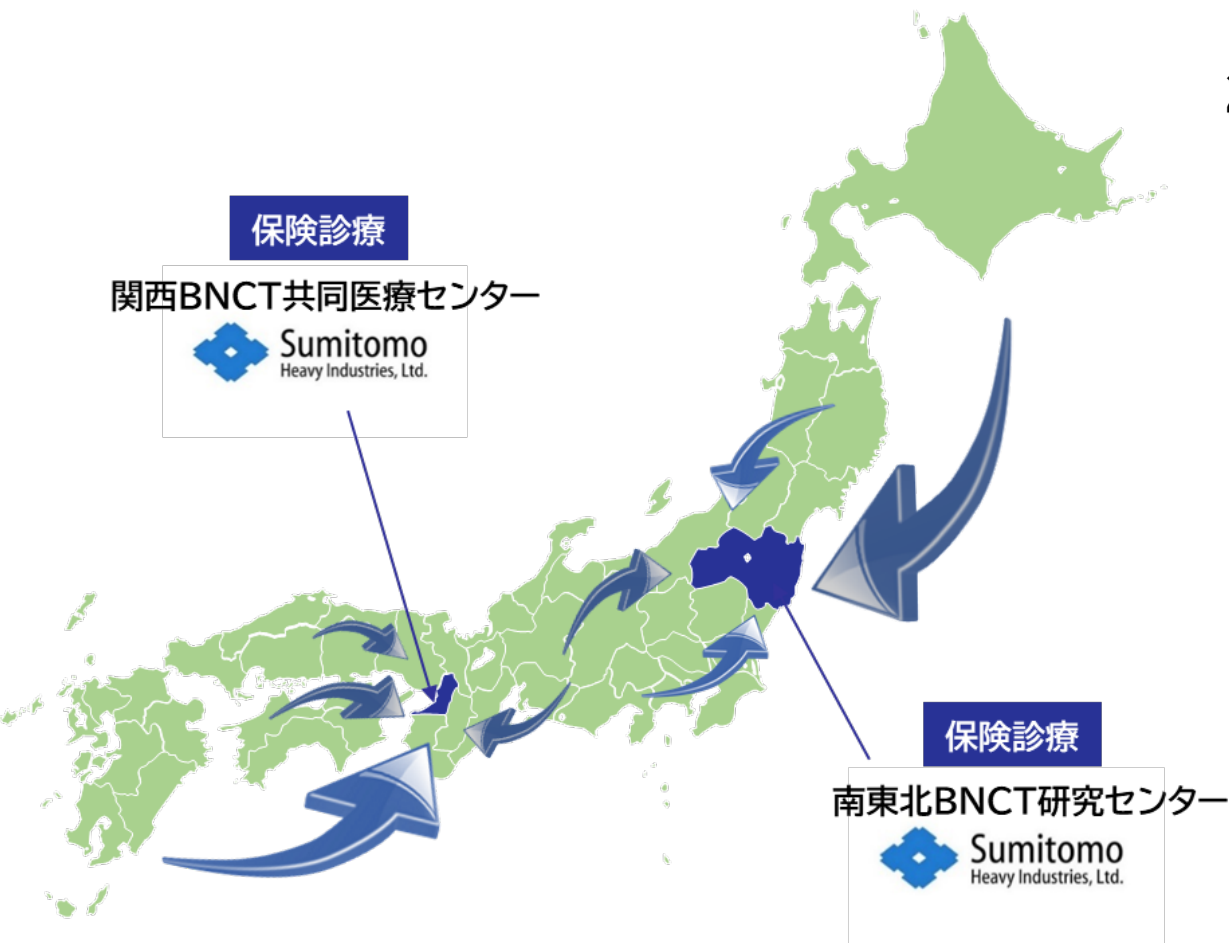 保険診療
関西BNCT共同医療センター
Sumitomo
Heavy Industries, Ltd.
保険診療
南東北BNCT研究センター
Sumitomo
Heavy Industries, Ltd.